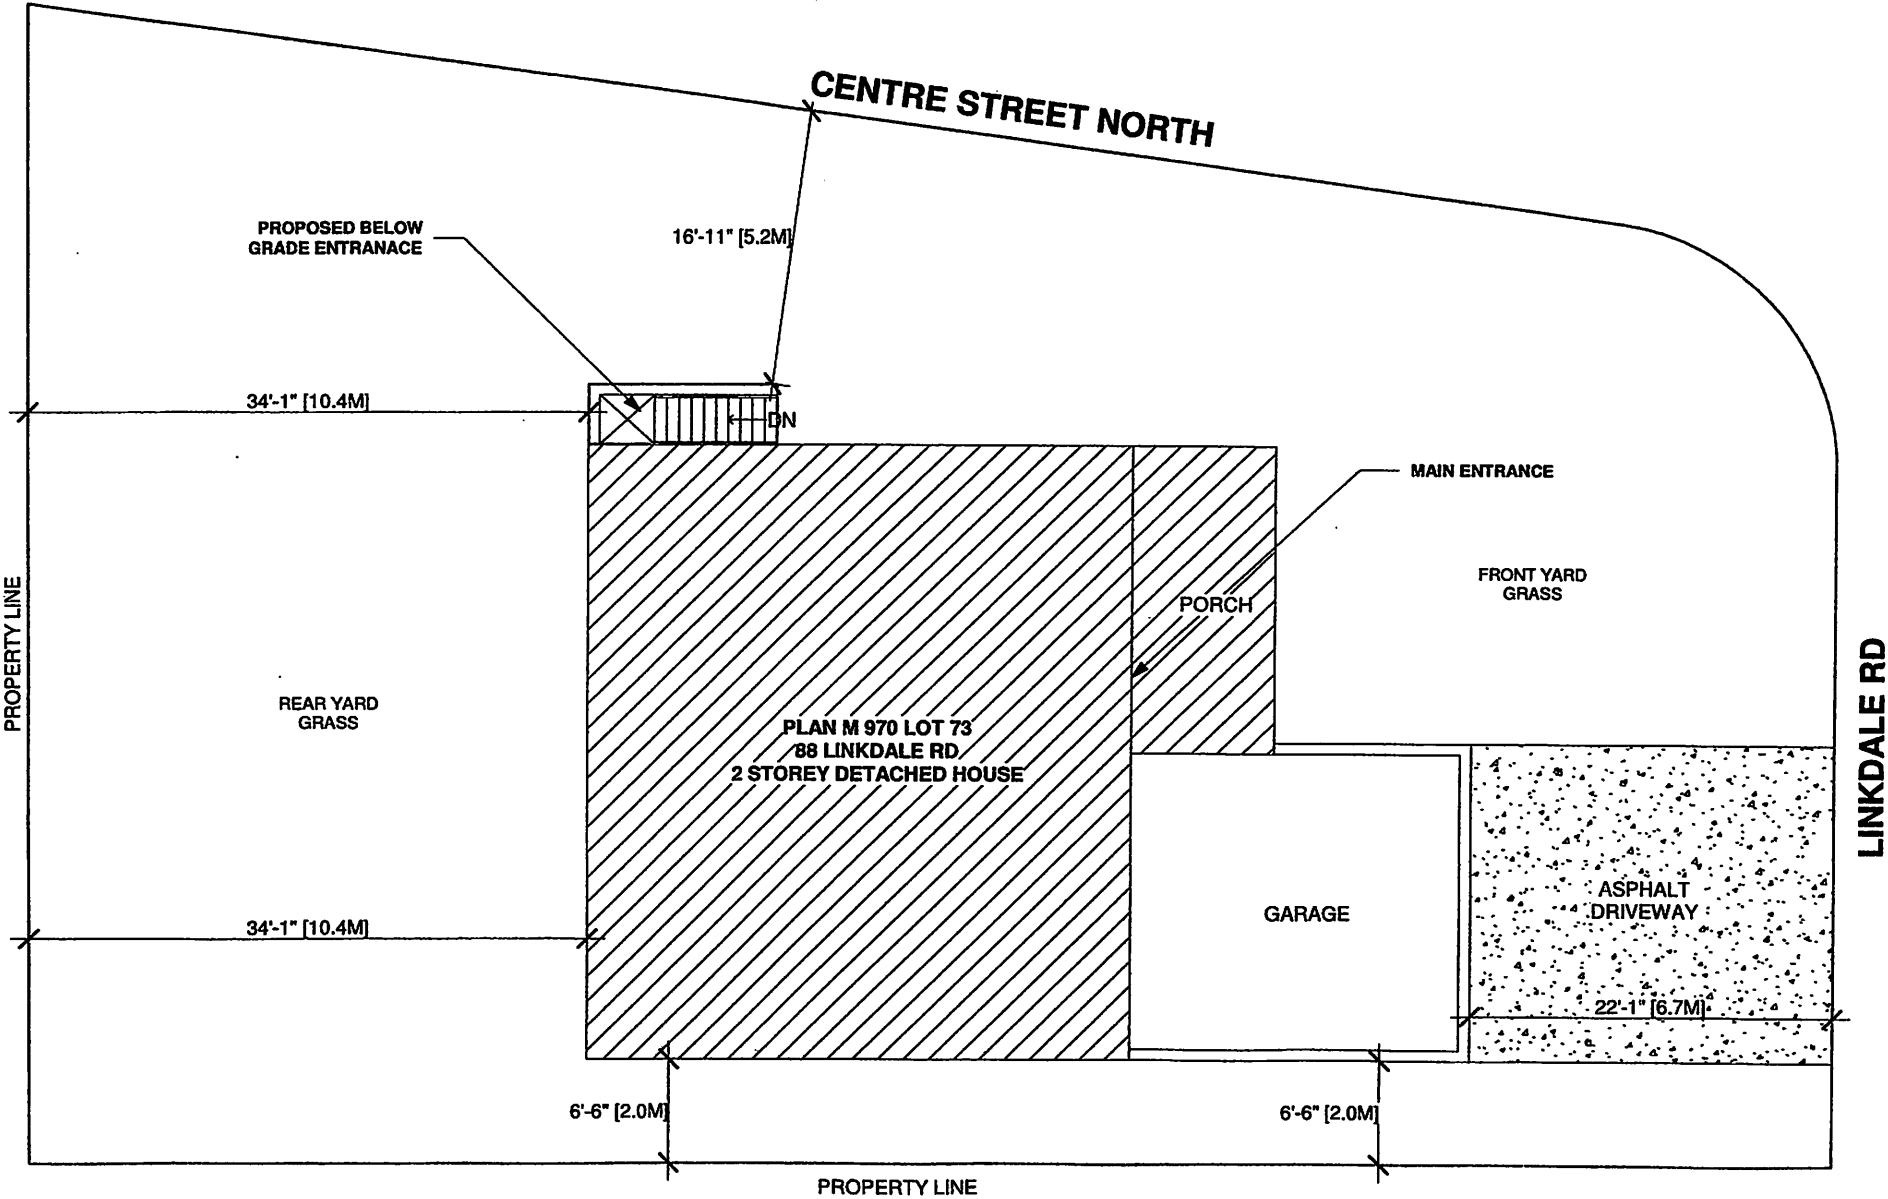 CENTRE STREET NORTH
PROPOSED BELOW
GRADE ENTRANACE
16'-11" [5.2M]
34'-1" [10.4M]
DN
MAIN ENTRANCE
FRONT YARD
GRASS
PORCH
PROPERTY LINE
REAR YARD
GRASS
PLAN M 970 LOT 73
88 LINKDALE RD
2 STOREY DETACHED HOUSE
LINKDALE RD
GARAGE
ASPHALT
DRIVEWAY
34'-1" [10.4M]
22'-1" [6.7M]
6'-6" [2.0M]
6'-6" [2.0M]
PROPERTY LINE